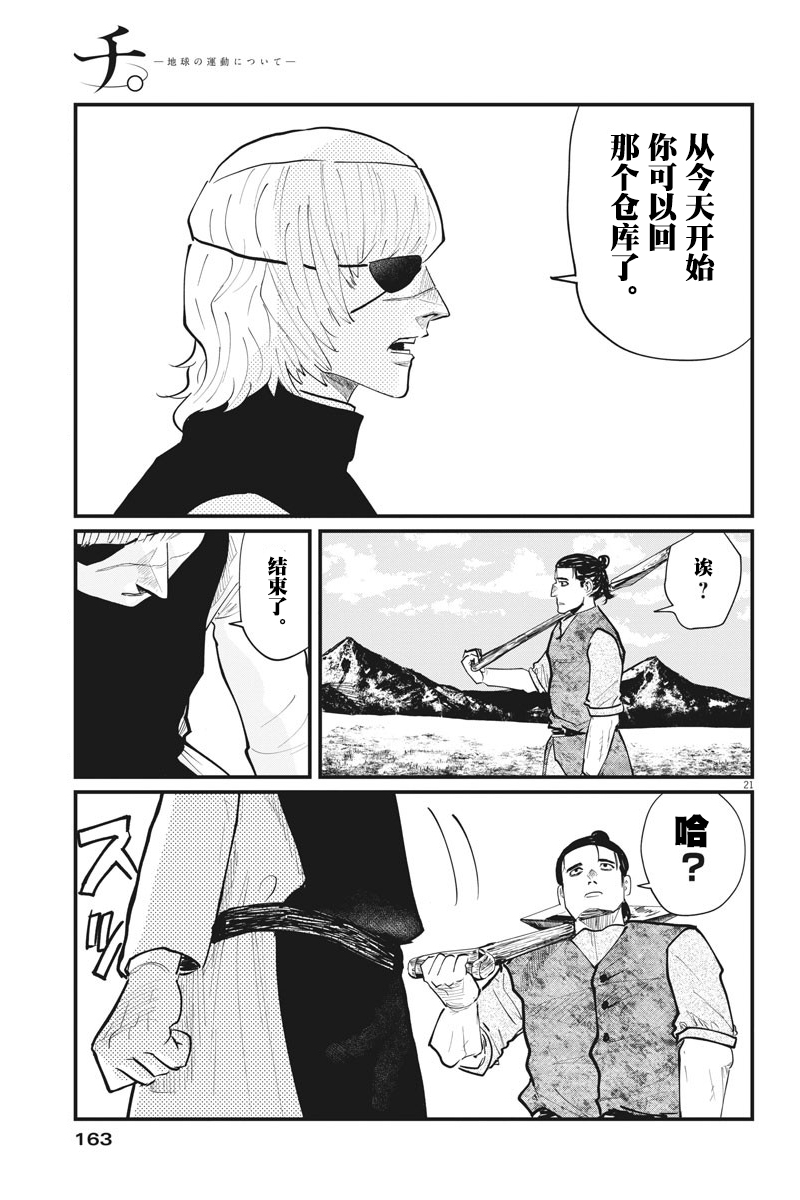 チ。
―地球の運動について―
从今天开始
你可以回
那个仓库了。
诶?
结束了。
21
哈?
スッ
163